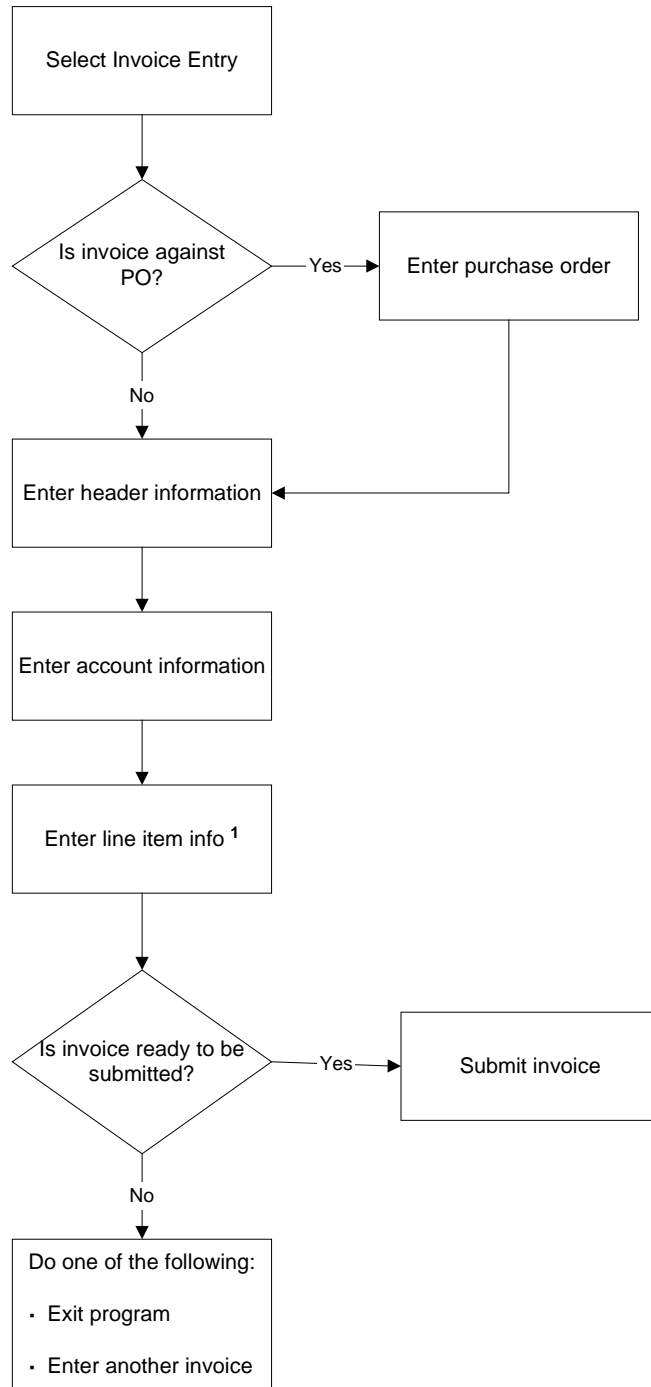 Select Invoice Entry
Is invoice against
PO?
Yes
Enter purchase order
No
Enter header information
Enter account information
Enter line item info 1
Is invoice ready to be
submitted?
Yes
Submit invoice
No
Do one of the following:
· Exit program
· Enter another invoice